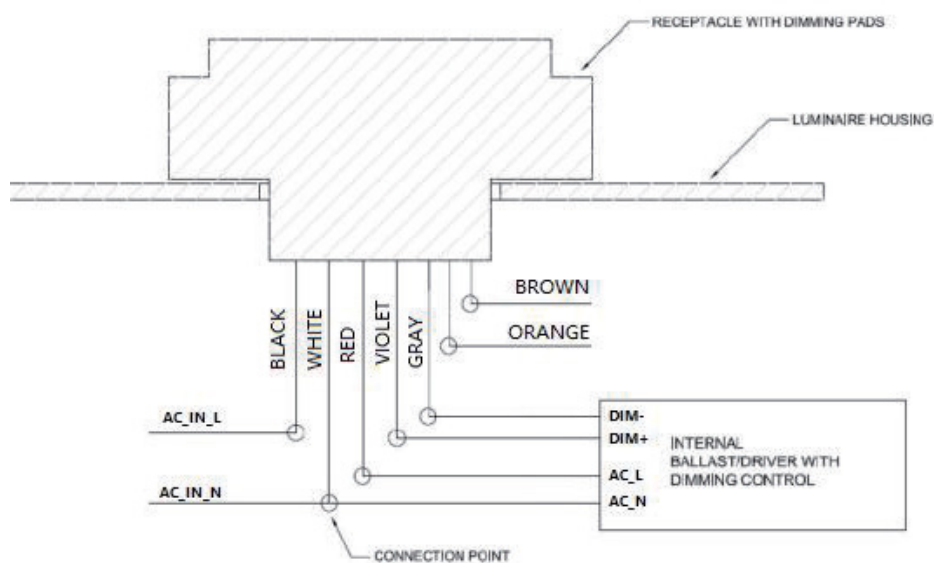 RECEPTACLE WITH DIMMING PADS
LUMINAIRE HOUSING
BROWN
ORANGE
BLACK
WHITE
RED
VIOLET
GRAY
AC_IN_L
AC_IN_N
DIM-
DIM+
AC_L
AC_N
INTERNAL
BALLAST/DRIVER WITH
DIMMING CONTROL
CONNECTION POINT